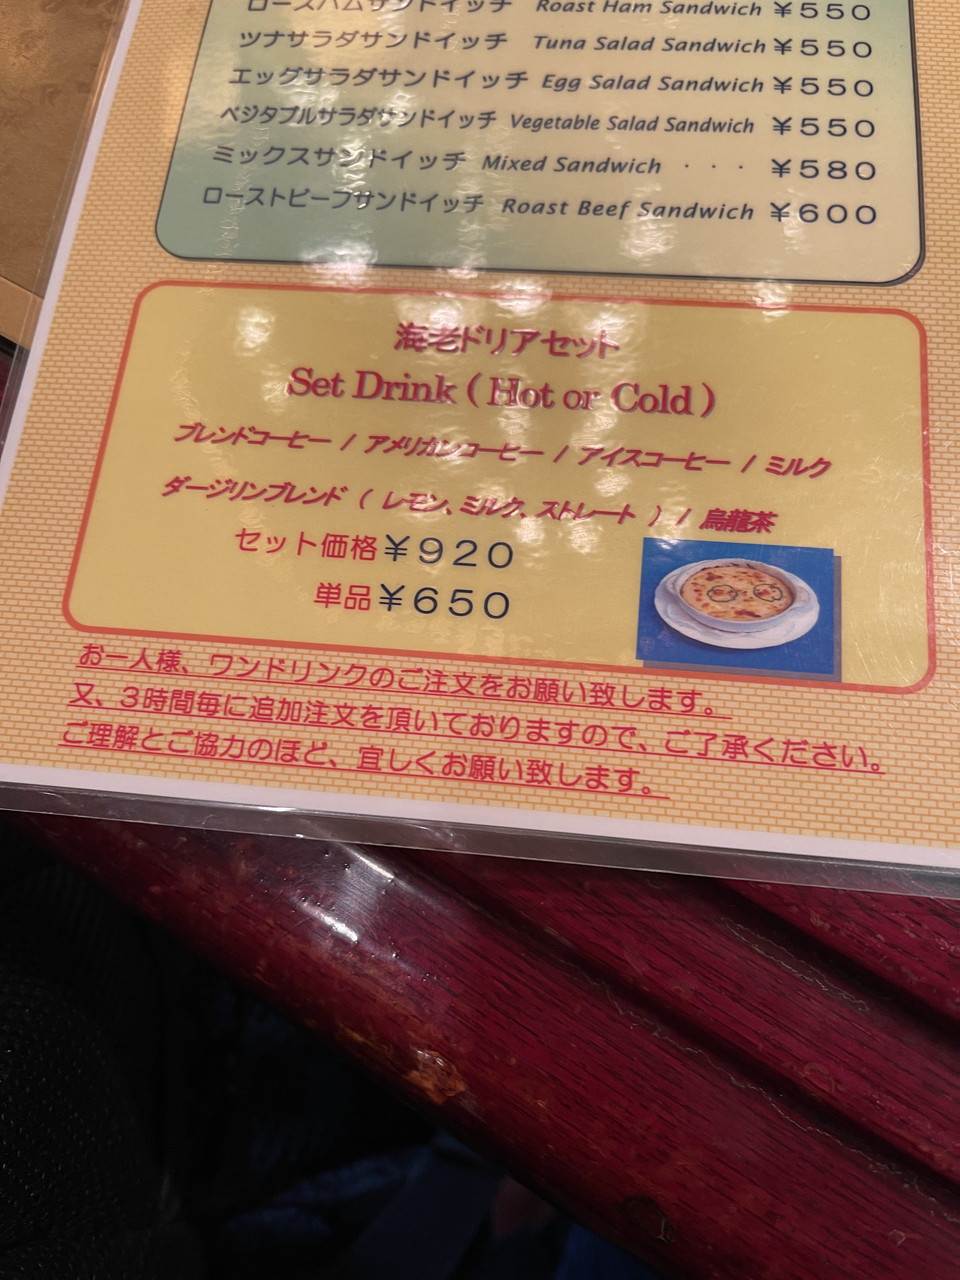 ロースハムサンドイッチ Roast Ham Sandwich ¥550
ツナサラダサンドイッチ Tuna Salad Sandwich ¥550
エッグサラダサンドイッチ Egg Salad Sandwich ¥550
ベジタブルサラダサンドイッチ Vegetable Salad Sandwich ¥550
ミックスサンドイッチ Mixed Sandwich ・・・ ¥580
ローストビーフサンドイッチ Roast Beef Sandwich ¥600
海老ドリアセット
Set Drink ( Hot or Cold )
ブレンドコーヒー / アメリカンコーヒー / アイスコーヒー / ミルク
ダージリンブレンド ( レモン、ミルク、ストレート ) / 烏龍茶
セット価格¥920
単品¥650
お一人様、ワンドリンクのご注文をお願い致します。
又、3時間毎に追加注文を頂いておりますので、ご了承ください。
ご理解とご協力のほど、宜しくお願い致します。